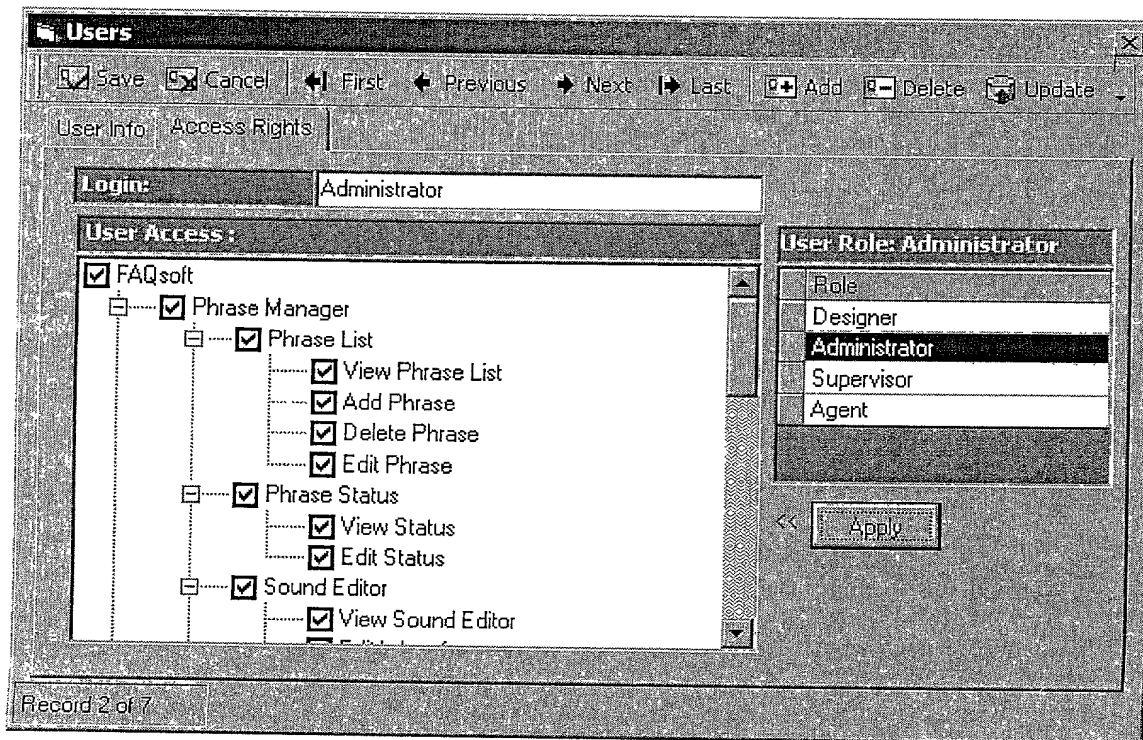 Users
Save Cancel First Previous Next Last Add Delete Update
User Info Access Rights
Login: Administrator
User Access :
FAQsoft
Phrase Manager
Phrase List
View Phrase List
Add Phrase
Delete Phrase
Edit Phrase
Phrase Status
View Status
Edit Status
Sound Editor
View Sound Editor
User Role: Administrator
Role
Designer
Administrator
Supervisor
Agent
<< Apply
Record 2 of 7